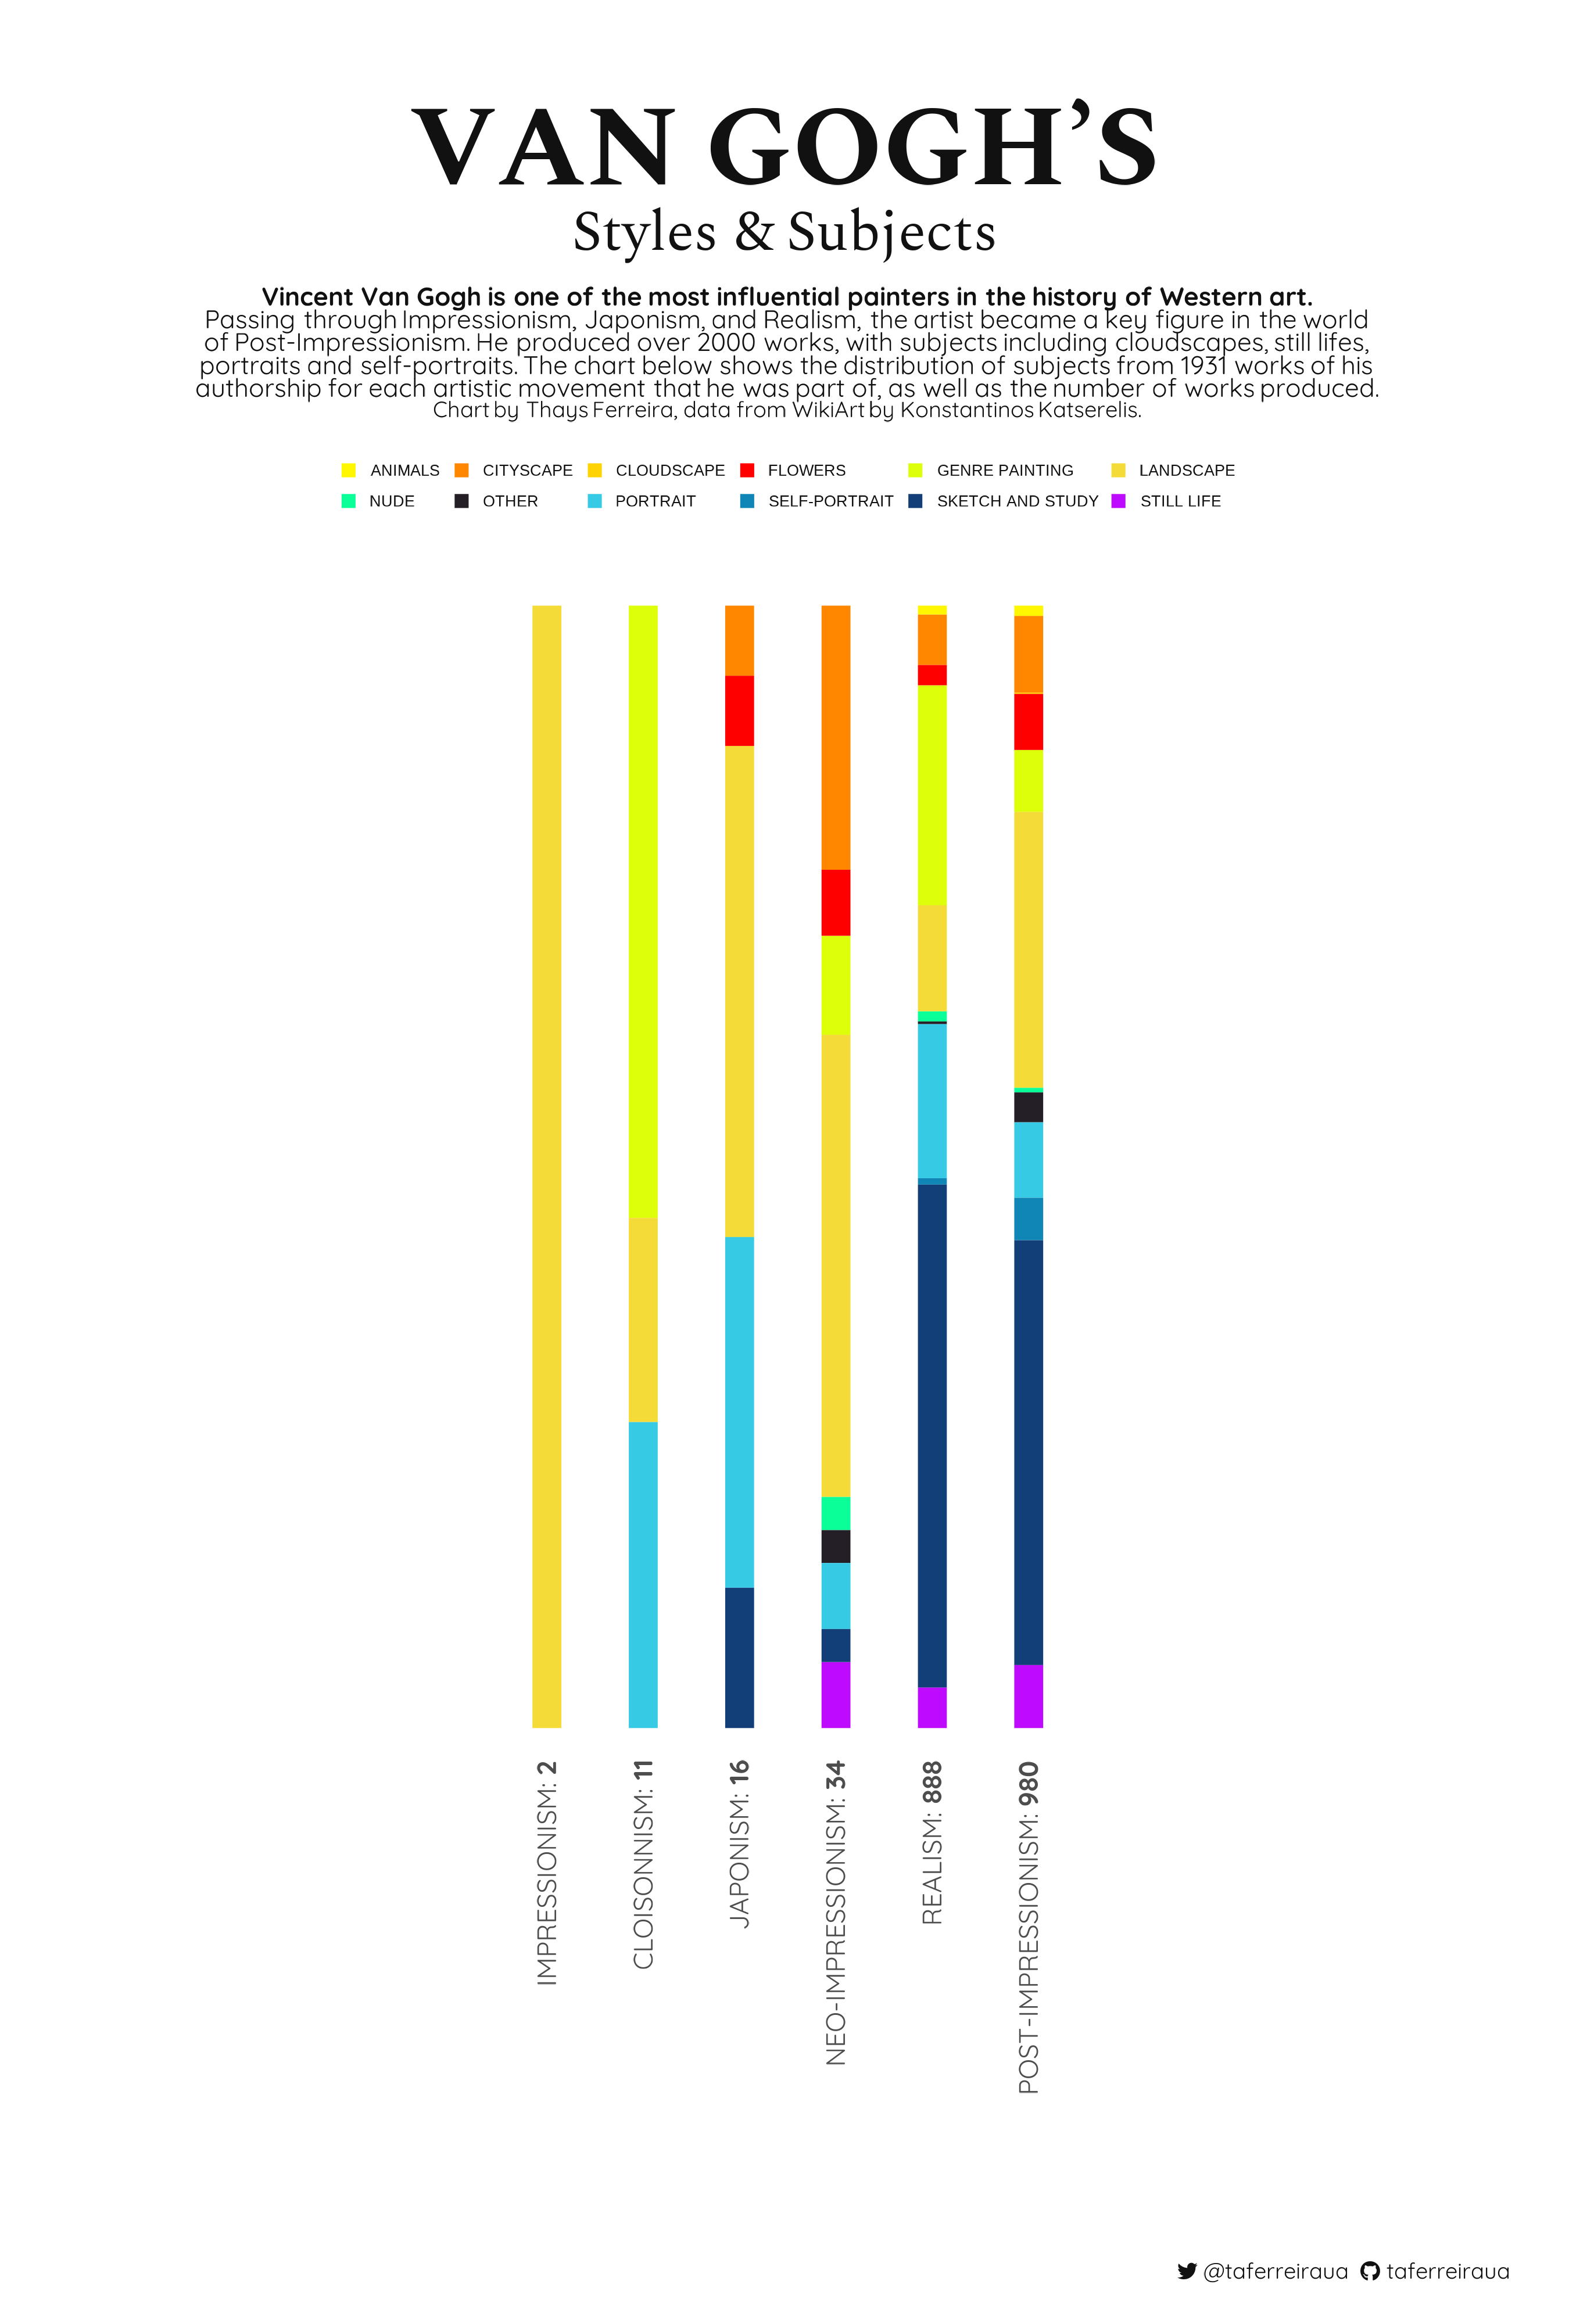 VAN GOGH’S
Styles & Subjects
Vincent Van Gogh is one of the most influential painters in the history of Western art.
Passing through Impressionism, Japonism, and Realism, the artist became a key figure in the world
of Post-Impressionism. He produced over 2000 works, with subjects including cloudscapes, still lifes,
portraits and self-portraits. The chart below shows the distribution of subjects from 1931 works of his
authorship for each artistic movement that he was part of, as well as the number of works produced.
Chart by Thays Ferreira, data from WikiArt by Konstantinos Katserelis.
ANIMALS CITYSCAPE CLOUDSCAPE FLOWERS GENRE PAINTING LANDSCAPE
NUDE OTHER PORTRAIT SELF-PORTRAIT SKETCH AND STUDY STILL LIFE
IMPRESSIONISM: 2
CLOISONNISM: 11
JAPONISM: 16
NEO-IMPRESSIONISM: 34
REALISM: 888
POST-IMPRESSIONISM: 980
@taferreiraua taferreiraua